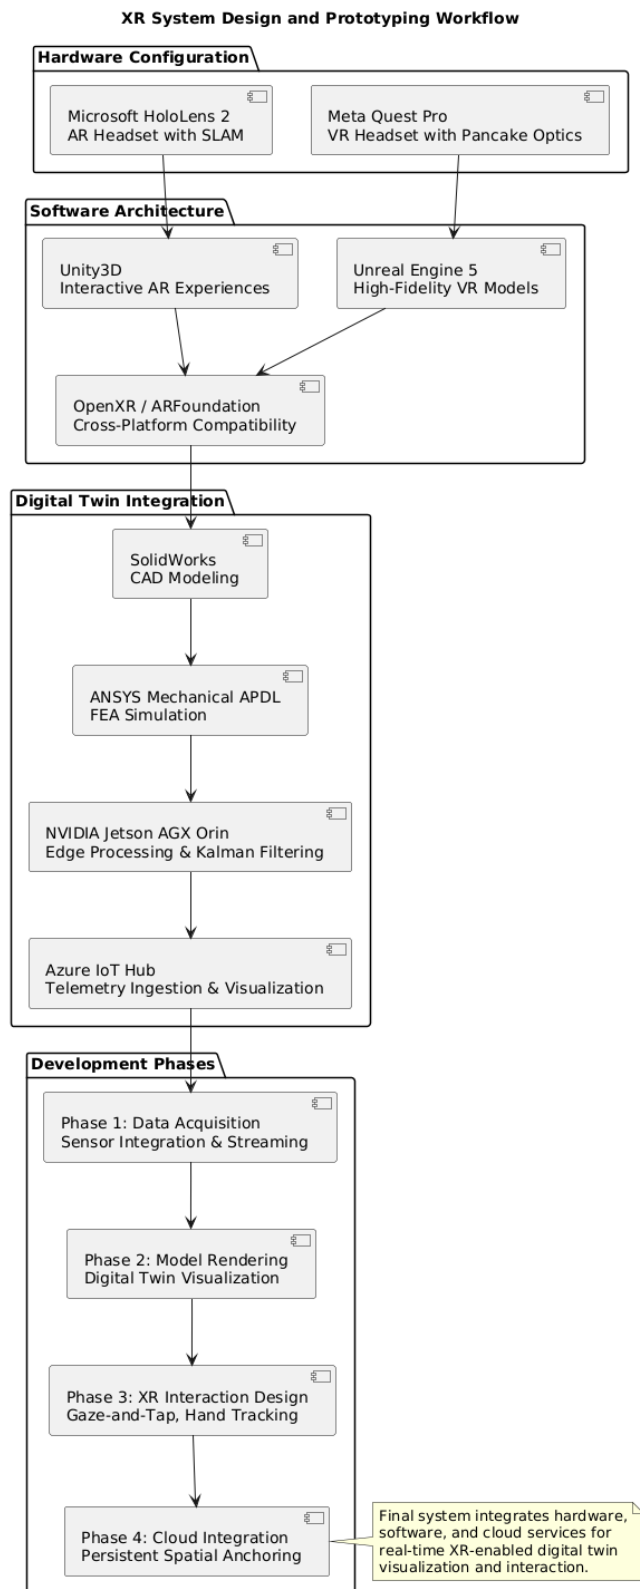 XR System Design and Prototyping Workflow
Hardware Configuration
Microsoft HoloLens 2
AR Headset with SLAM
Meta Quest Pro
VR Headset with Pancake Optics
Software Architecture
Unity3D
Interactive AR Experiences
Unreal Engine 5
High-Fidelity VR Models
OpenXR / ARFoundation
Cross-Platform Compatibility
Digital Twin Integration
SolidWorks
CAD Modeling
ANSYS Mechanical APDL
FEA Simulation
NVIDIA Jetson AGX Orin
Edge Processing & Kalman Filtering
Azure IoT Hub
Telemetry Ingestion & Visualization
Development Phases
Phase 1: Data Acquisition
Sensor Integration & Streaming
Phase 2: Model Rendering
Digital Twin Visualization
Phase 3: XR Interaction Design
Gaze-and-Tap, Hand Tracking
Phase 4: Cloud Integration
Persistent Spatial Anchoring
Final system integrates hardware,
software, and cloud services for
real-time XR-enabled digital twin
visualization and interaction.